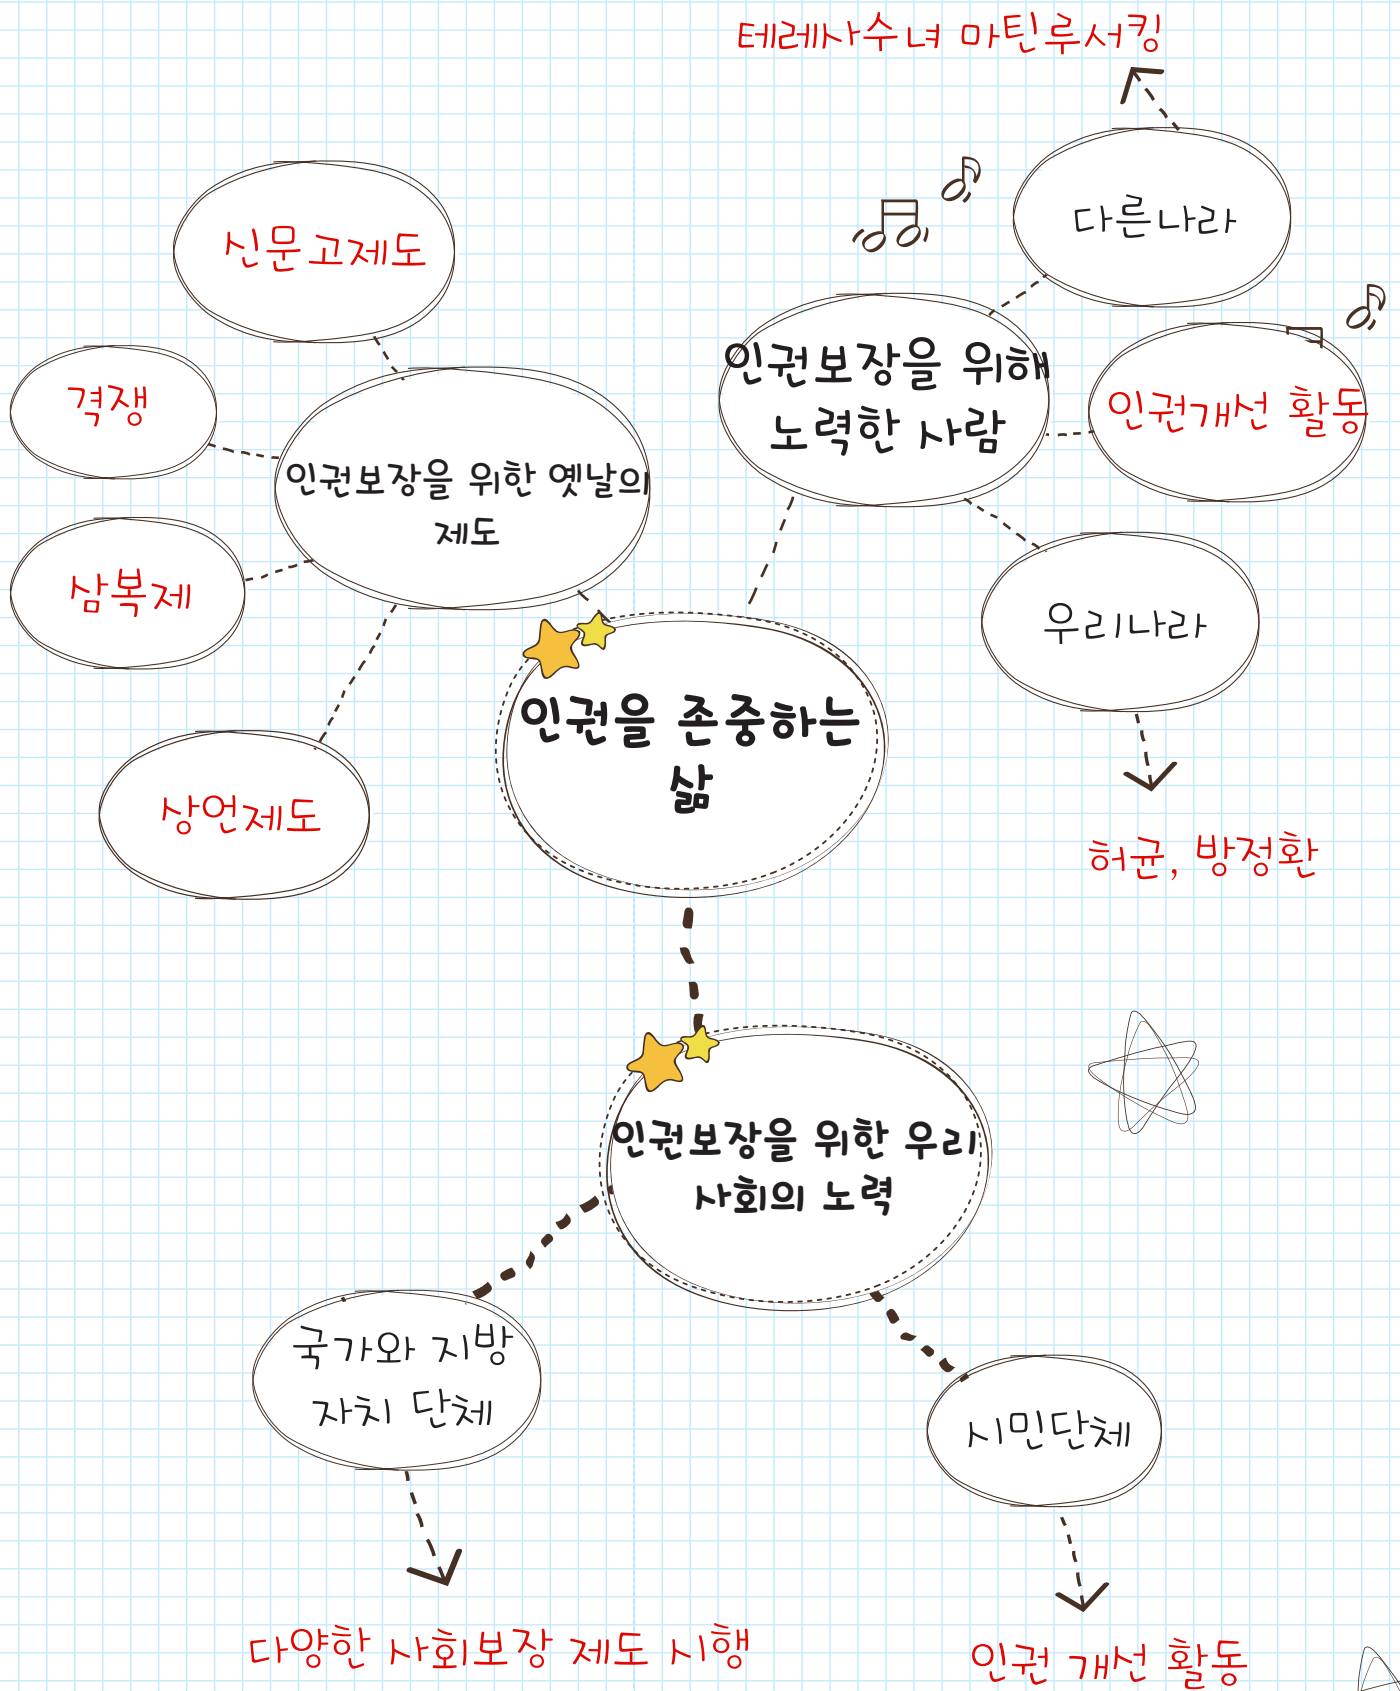 테레사수녀 마틴루서킹
다른나라
신문고제도
인권보장을 위해
노력한 사람
격쟁
인권개선 활동
인권보장을 위한 옛날의
제도
삼복제
우리나라
인권을 존중하는
삶
상언제도
허균, 방정환
인권보장을 위한 우리
사회의 노력
국가와 지방
자치 단체
시민단체
다양한 사회보장 제도 시행
인권 개선 활동